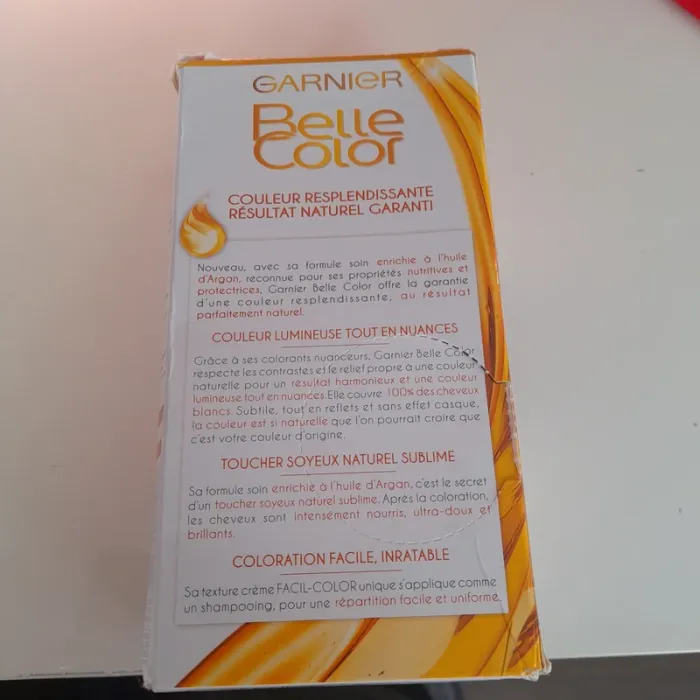 GARNIER
Belle
Color
COULEUR RESPLENDISSANTE
RÉSULTAT NATUREL GARANTI
Nouveau, avec sa formule soin enrichie à l'huile
d'Argan, reconnue pour ses propriétés nutritives et
protectrices, Garnier Belle Color offre la garantie
d'une couleur resplendissante, au résultat
parfaitement naturel.
COULEUR LUMINEUSE TOUT EN NUANCES
Grâce à ses colorants nuanceurs, Garnier Belle Color
respecte les contrastes et le relief propre à une couleur
naturelle pour un résultat harmonieux et une couleur
lumineuse tout en nuances. Elle couvre 100% des cheveux
blancs. Subtile, tout en reflets et sans effet casque,
la couleur est si naturelle que l'on pourrait croire que
c'est votre couleur d'origine.
TOUCHER SOYEUX NATUREL SUBLIME
Sa formule soin enrichie à l'huile d'Argan, c'est le secret
d'un toucher soyeux naturel sublime. Après la coloration,
les cheveux sont intensément nourris, ultra-doux et
brillants.
COLORATION FACILE, INRATABLE
Sa texture crème FACIL-COLOR unique s'applique comme
un shampooing, pour une répartition facile et uniforme.